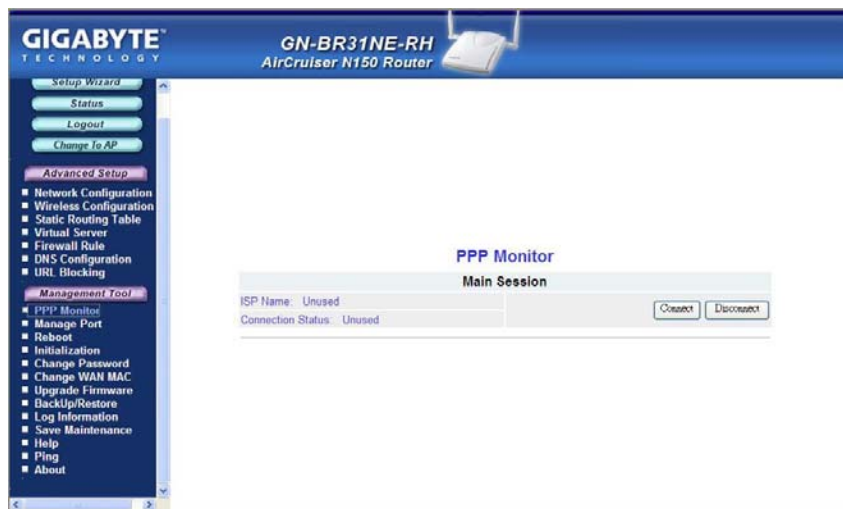 GIGABYTE™
TECHNOLOGY
GN-BR31NE-RH
AirCruiser N150 Router
Setup Wizard
Status
Logout
Change To AP
Advanced Setup
Network Configuration
Wireless Configuration
Static Routing Table
Virtual Server
Firewall Rule
DNS Configuration
URL Blocking
Management Tool
PPP Monitor
Manage Port
Reboot
Initialization
Change Password
Change WAN MAC
Upgrade Firmware
BackUp/Restore
Log Information
Save Maintenance
Help
Ping
About
PPP Monitor
Main Session
ISP Name: Unused
Connection Status: Unused
Connect Disconnect